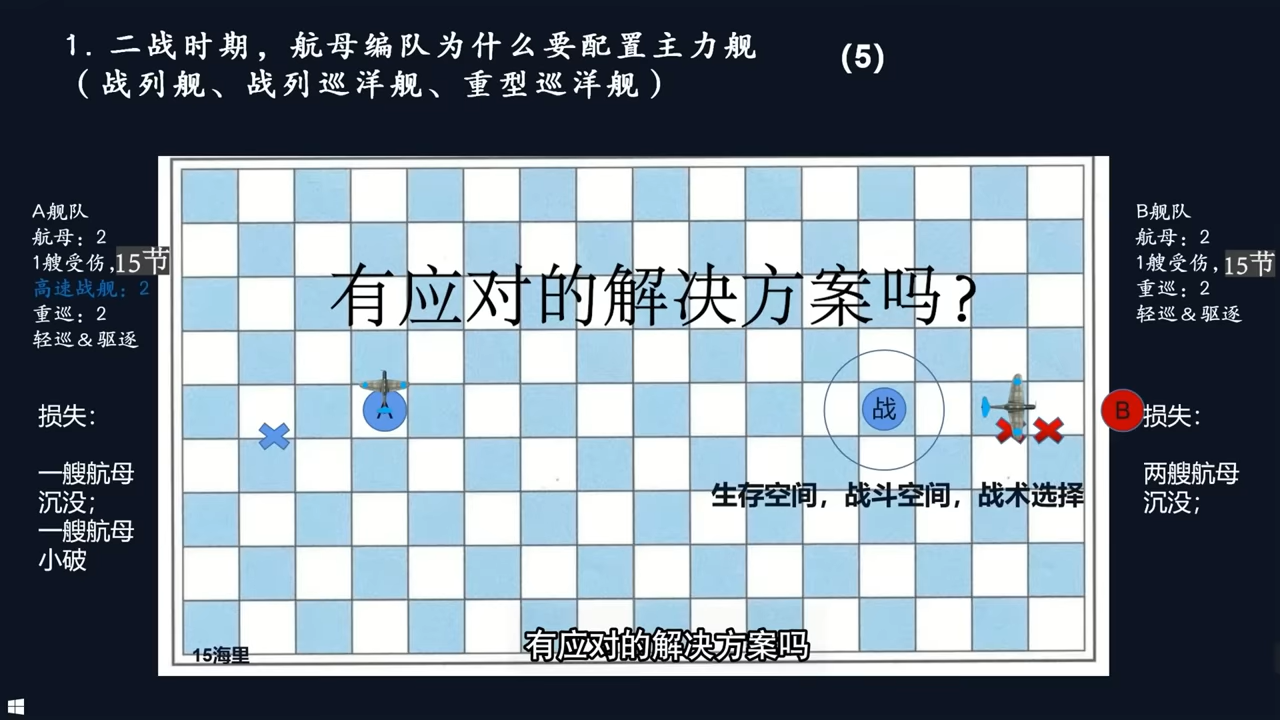 1. 二战时期，航母编队为什么要配置主力舰
（战列舰、战列巡洋舰、重型巡洋舰）
(5)
A舰队
航母：2
1艘受伤，15节
高速战舰：2
重巡：2
轻巡＆驱逐
损失：
一艘航母
沉没；
一艘航母
小破
有应对的解决方案吗？
A
战
B
生存空间，战斗空间，战术选择
15海里
有应对的解决方案吗
B舰队
航母：2
1艘受伤，15节
重巡：2
轻巡＆驱逐
损失：
两艘航母
沉没；